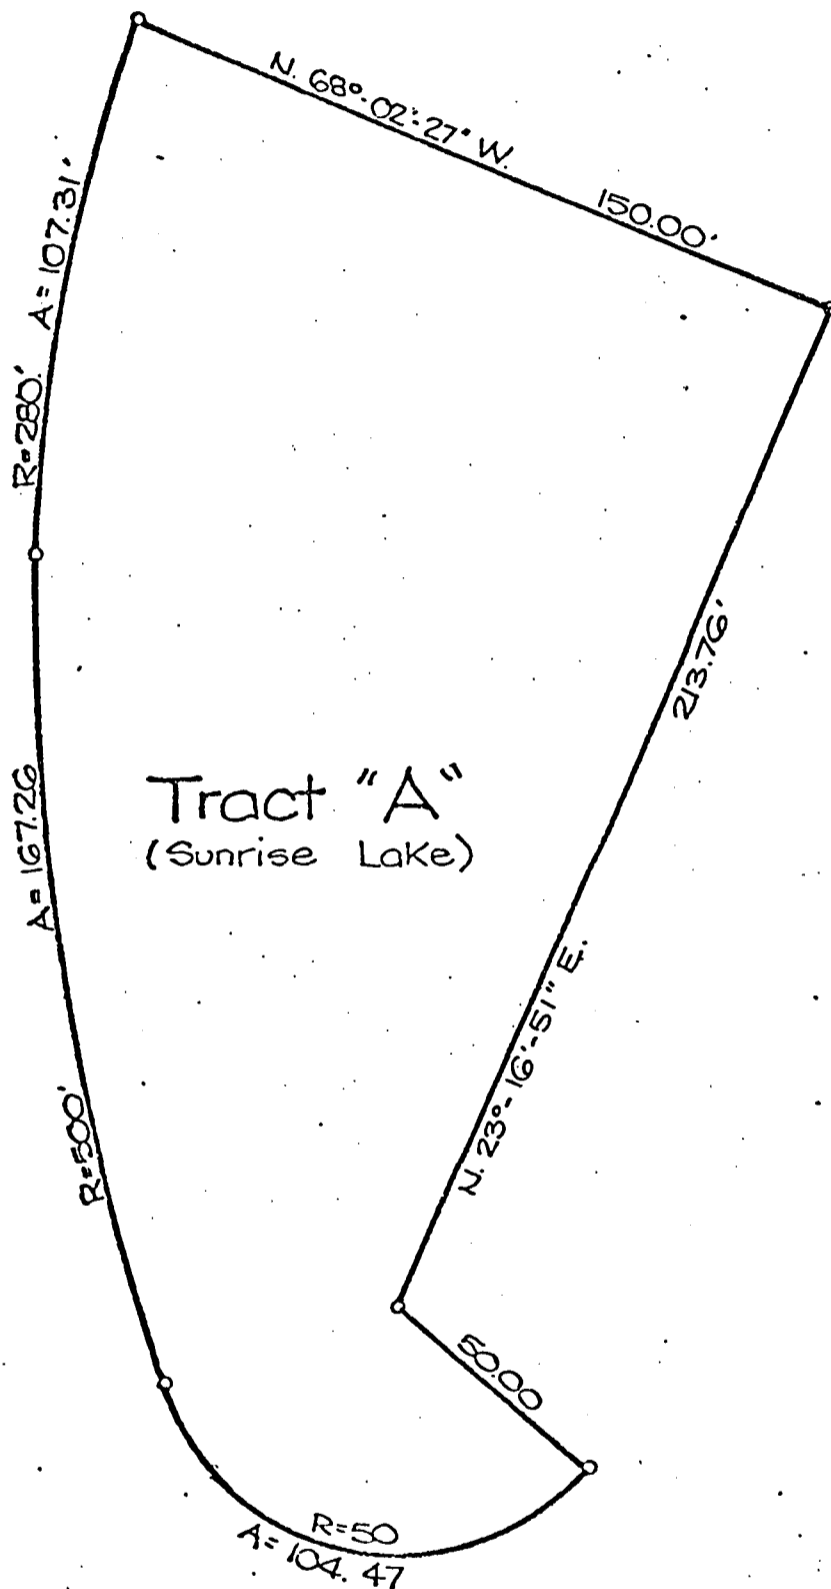 N. 68°-02'-27" W.
150.00'
A=107.31'
R=280.'
213.76'
Tract "A"
(Sunrise Lake)
A=167.26
N. 23°-16'-51" E.
R=500'
50.00
R=50
A=104.47